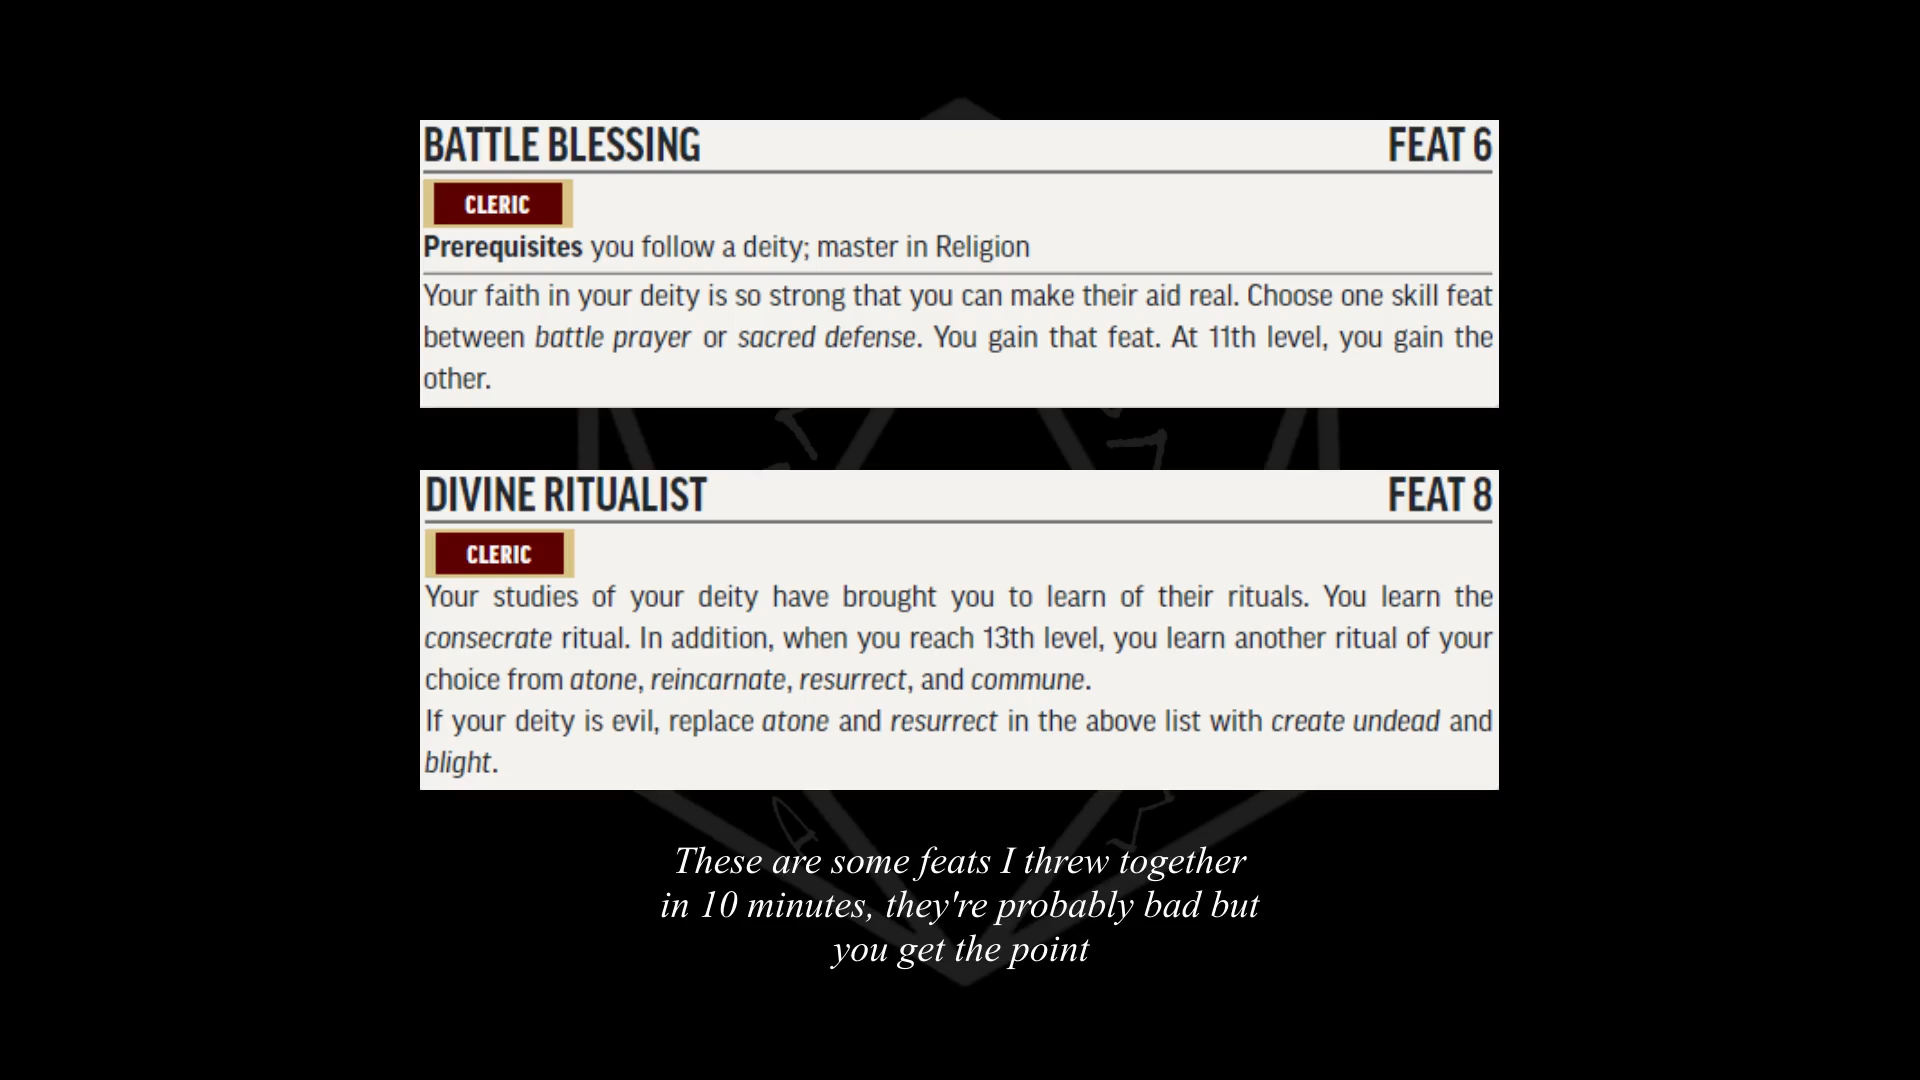 BATTLE BLESSING FEAT 6
CLERIC
Prerequisites you follow a deity; master in Religion
Your faith in your deity is so strong that you can make their aid real. Choose one skill feat
between battle prayer or sacred defense. You gain that feat. At 11th level, you gain the
other.
DIVINE RITUALIST FEAT 8
CLERIC
Your studies of your deity have brought you to learn of their rituals. You learn the
consecrate ritual. In addition, when you reach 13th level, you learn another ritual of your
choice from atone, reincarnate, resurrect, and commune.
If your deity is evil, replace atone and resurrect in the above list with create undead and
blight.
These are some feats I threw together
in 10 minutes, they're probably bad but
you get the point